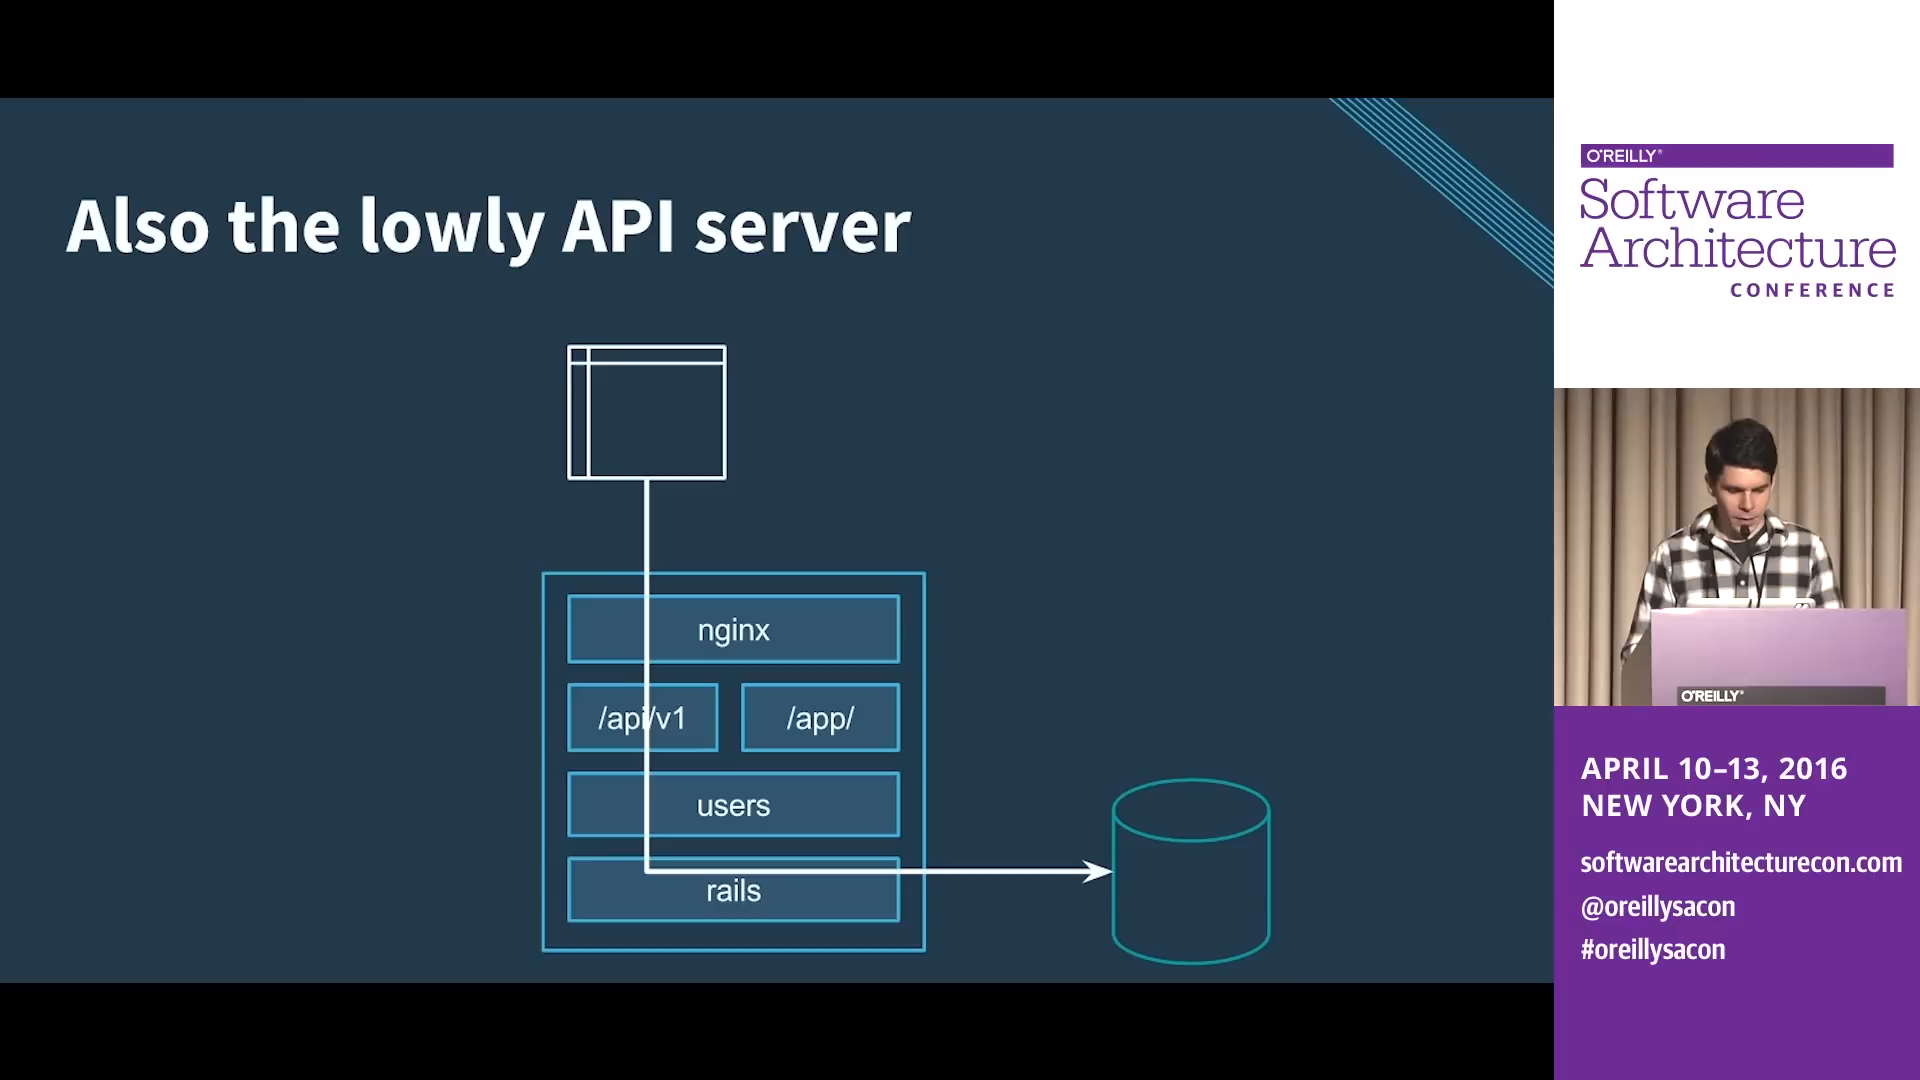 Also the lowly API server
nginx
/api/v1
/app/
users
rails
O'REILLY®
Software
Architecture
CONFERENCE
O'REILLY®
APRIL 10–13, 2016
NEW YORK, NY
softwarearchitecturecon.com
@oreillysacon
#oreillysacon